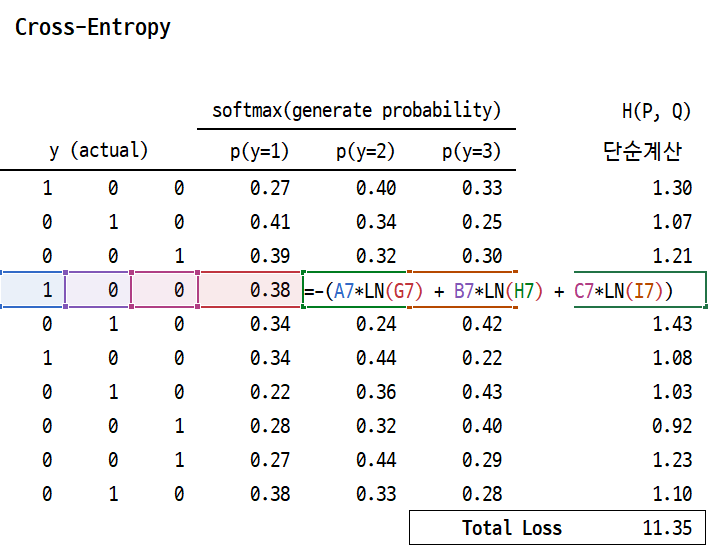 Cross-Entropy
softmax(generate probability) H(P, Q)
y (actual) p(y=1) p(y=2) p(y=3) 단순계산
1 0 0 0.27 0.40 0.33 1.30
0 1 0 0.41 0.34 0.25 1.07
0 0 1 0.39 0.32 0.30 1.21
1 0 0 0.38 =-(A7*LN(G7) + B7*LN(H7) + C7*LN(I7))
0 1 0 0.34 0.24 0.42 1.43
1 0 0 0.34 0.44 0.22 1.08
0 1 0 0.22 0.36 0.43 1.03
0 0 1 0.28 0.32 0.40 0.92
0 0 1 0.27 0.44 0.29 1.23
0 1 0 0.38 0.33 0.28 1.10
Total Loss 11.35